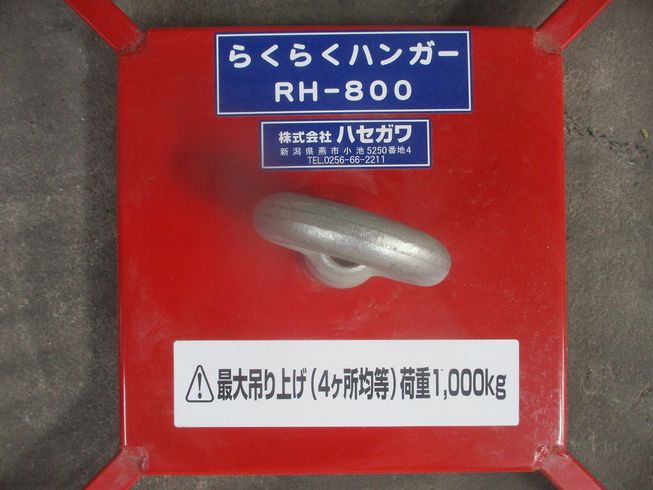 らくらくハンガー
RH-800
株式会社 ハセガワ
新潟県燕市小池5250番地4
TEL.0256-66-2211
最大吊り上げ(4ヶ所均等)荷重1,000kg